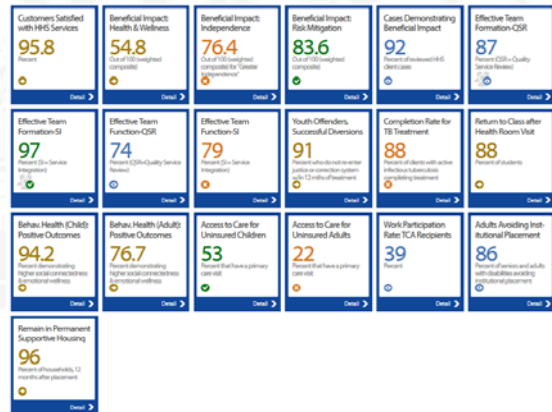 Customers Satisfied
with HHS Services
95.8
Percent
Detail
Beneficial Impact:
Health & Wellness
54.8
Out of 100 (weighted
composite)
Detail
Beneficial Impact:
Independence
76.4
Out of 100 (weighted
composite) for "Greater
Independence"
Detail
Beneficial Impact:
Risk Mitigation
83.6
Out of 100 (weighted
composite)
Detail
Cases Demonstrating
Beneficial Impact
92
Percent of reviewed HHS
client cases
Detail
Effective Team
Formation-QSR
87
Percent (QSR = Quality
Service Review)
Detail
Effective Team
Formation-SI
97
Percent (SI = Service
Integration)
Detail
Effective Team
Function-QSR
74
Percent (QSR=Quality Service
Review)
Detail
Effective Team
Function-SI
79
Percent (SI = Service
Integration)
Detail
Youth Offenders,
Successful Diversions
91
Percent who do not re-enter
justice or correction system
w/in 12 mths of treatment
Detail
Completion Rate for
TB Treatment
88
Percent of clients with active
infectious tuberculosis
completing treatment
Detail
Return to Class after
Health Room Visit
88
Percent of students
Detail
Behav. Health (Child):
Positive Outcomes
94.2
Percent demonstrating
higher social connectedness
& emotional wellness
Detail
Behav. Health (Adult):
Positive Outcomes
76.7
Percent demonstrating
higher social connectedness
& emotional wellness
Detail
Access to Care for
Uninsured Children
53
Percent that have a primary
care visit
Detail
Access to Care for
Uninsured Adults
22
Percent that have a primary
care visit
Detail
Work Participation
Rate: TCA Recipients
39
Percent
Detail
Adults Avoiding Inst-
itutional Placement
86
Percent of seniors and adults
with disabilities avoiding
institutional placement
Detail
Remain in Permanent
Supportive Housing
96
Percent of households, 12
months after placement
Detail